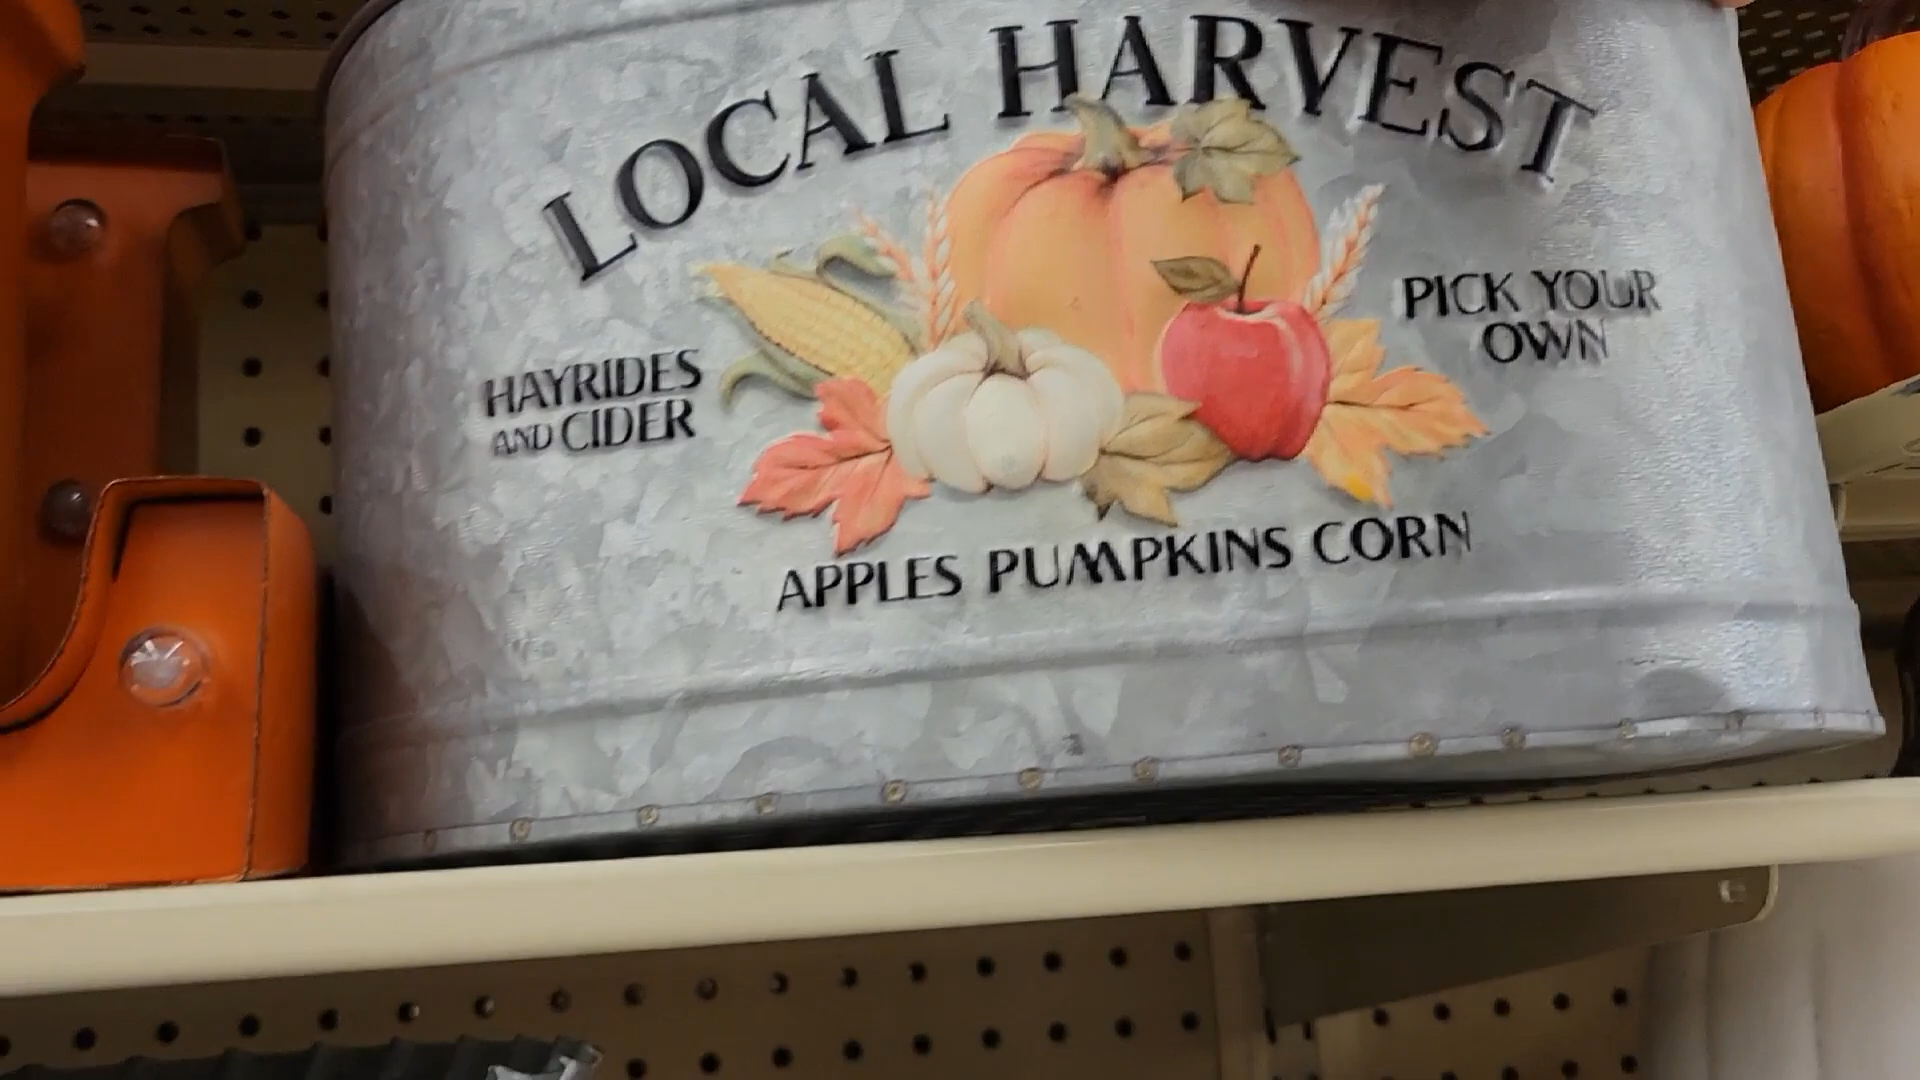 LOCAL HARVEST
HAYRIDES
AND CIDER
PICK YOUR
OWN
APPLES PUMPKINS CORN